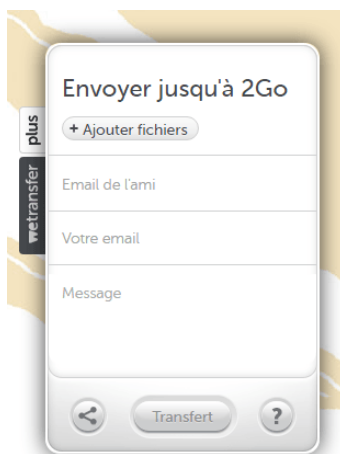 Envoyer jusqu'à 2Go
+ Ajouter fichiers
plus
wetransfer
Email de l'ami
Votre email
Message
Transfert
?